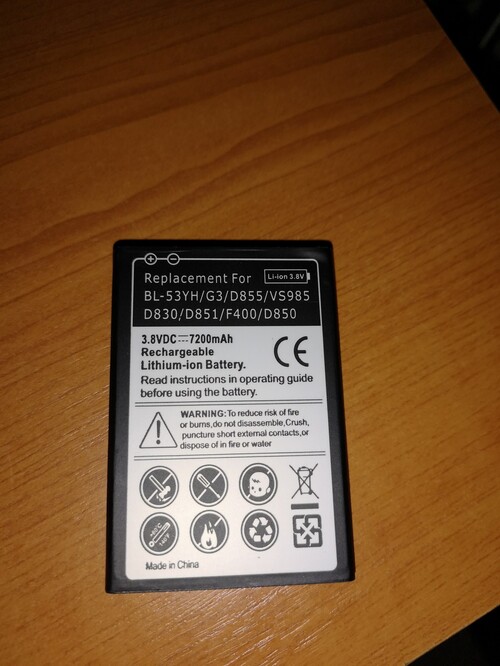 Replacement For Li-ion 3.8V
BL-53YH/G3/D855/VS985
D830/D851/F400/D850
3.8VDC⎓7200mAh
Rechargeable
Lithium-ion Battery.
CE
Read instructions in operating guide
before using the battery.
WARNING:To reduce risk of fire
or burns,do not disassemble,Crush,
puncture short external contacts,or
dispose of in fire or water
Made in China